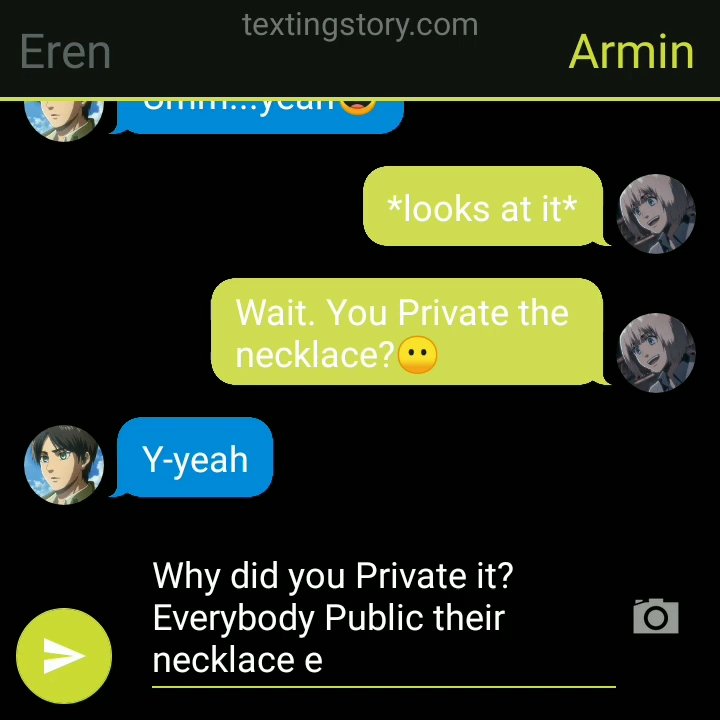 textingstory.com
Eren
Armin
Umm...yeah😄
*looks at it*
Wait. You Private the
necklace?😶
Y-yeah
Why did you Private it?
Everybody Public their
necklace e